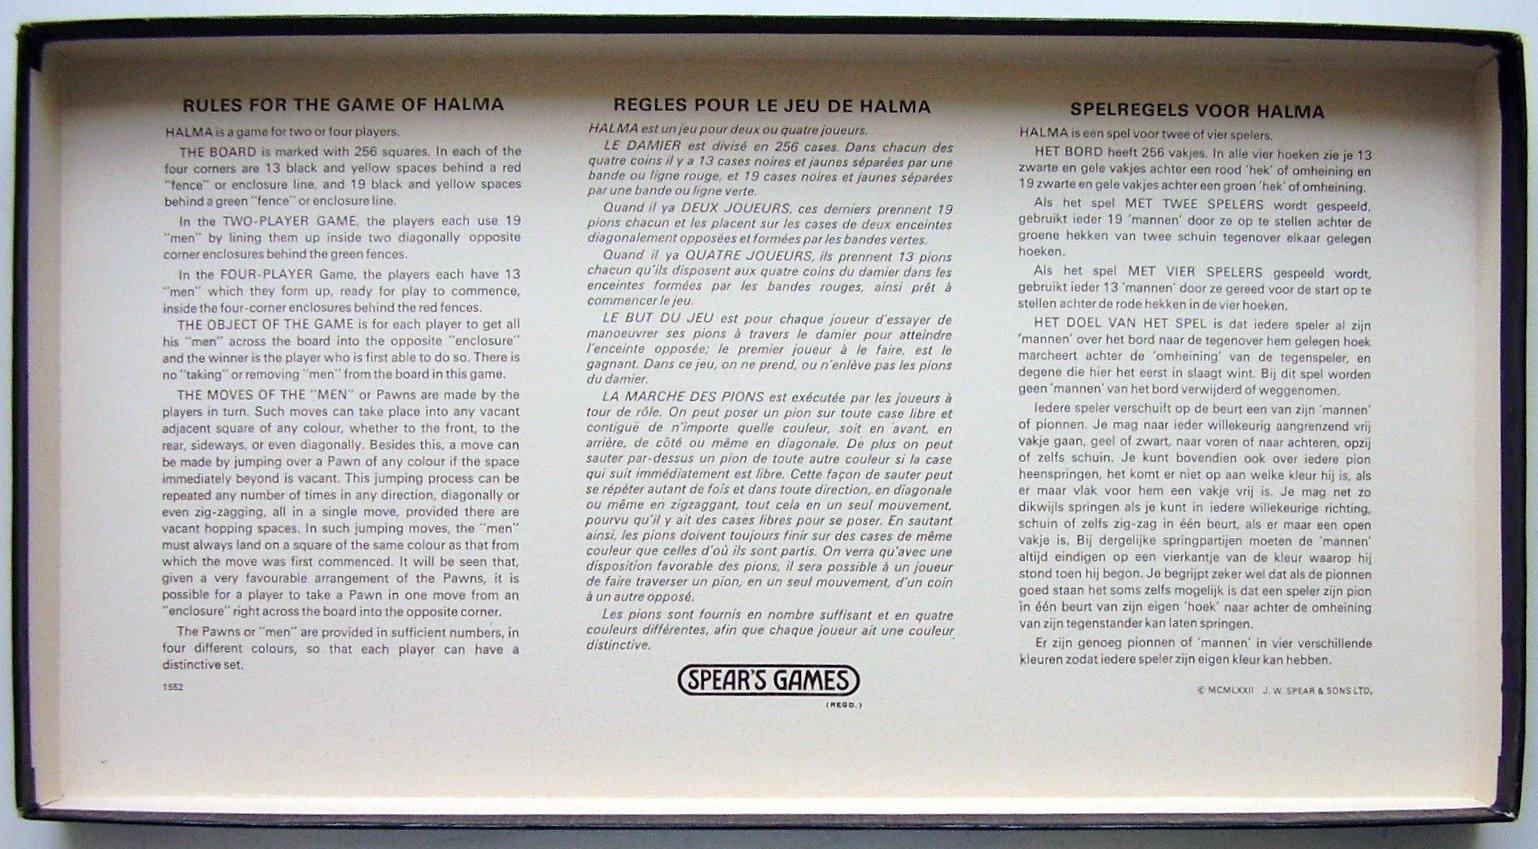 RULES FOR THE GAME OF HALMA
HALMA is a game for two or four players.
THE BOARD is marked with 256 squares. In each of the
four corners are 13 black and yellow spaces behind a red
"fence" or enclosure line, and 19 black and yellow spaces
behind a green "fence" or enclosure line.
In the TWO-PLAYER GAME, the players each use 19
"men" by lining them up inside two diagonally opposite
corner enclosures behind the green fences.
In the FOUR-PLAYER Game, the players each have 13
"men" which they form up, ready for play to commence,
inside the four-corner enclosures behind the red fences.
THE OBJECT OF THE GAME is for each player to get all
his "men" across the board into the opposite "enclosure"
and the winner is the player who is first able to do so. There is
no "taking" or removing "men" from the board in this game.
THE MOVES OF THE "MEN" or Pawns are made by the
players in turn. Such moves can take place into any vacant
adjacent square of any colour, whether to the front, to the
rear, sideways, or even diagonally. Besides this, a move can
be made by jumping over a Pawn of any colour if the space
immediately beyond is vacant. This jumping process can be
repeated any number of times in any direction, diagonally or
even zig-zagging, all in a single move, provided there are
vacant hopping spaces. In such jumping moves, the "men"
must always land on a square of the same colour as that from
which the move was first commenced. It will be seen that,
given a very favourable arrangement of the Pawns, it is
possible for a player to take a Pawn in one move from an
"enclosure" right across the board into the opposite corner.
The Pawns or "men" are provided in sufficient numbers, in
four different colours, so that each player can have a
distinctive set.
1552
REGLES POUR LE JEU DE HALMA
HALMA est un jeu pour deux ou quatre joueurs.
LE DAMIER est divisé en 256 cases. Dans chacun des
quatre coins il y a 13 cases noires et jaunes séparées par une
bande ou ligne rouge, et 19 cases noires et jaunes séparées
par une bande ou ligne verte.
Quand il ya DEUX JOUEURS, ces derniers prennent 19
pions chacun et les placent sur les cases de deux enceintes
diagonalement opposées et formées par les bandes vertes.
Quand il ya QUATRE JOUEURS, ils prennent 13 pions
chacun qu'ils disposent aux quatre coins du damier dans les
enceintes formées par les bandes rouges, ainsi prêt à
commencer le jeu.
LE BUT DU JEU est pour chaque joueur d'essayer de
manoeuvrer ses pions à travers le damier pour atteindre
l'enceinte opposée; le premier joueur à le faire, est le
gagnant. Dans ce jeu, on ne prend, ou n'enlève pas les pions
du damier.
LA MARCHE DES PIONS est exécutée par les joueurs à
tour de rôle. On peut poser un pion sur toute case libre et
contiguë de n'importe quelle couleur, soit en avant, en
arrière, de côté ou même en diagonale. De plus on peut
sauter par-dessus un pion de toute autre couleur si la case
qui suit immédiatement est libre. Cette façon de sauter peut
se répéter autant de fois et dans toute direction, en diagonale
ou même en zigzaggant, tout cela en un seul mouvement,
pourvu qu'il y ait des cases libres pour se poser. En sautant
ainsi, les pions doivent toujours finir sur des cases de même
couleur que celles d'où ils sont partis. On verra qu'avec une
disposition favorable des pions, il sera possible à un joueur
de faire traverser un pion, en un seul mouvement, d'un coin
à un autre opposé.
Les pions sont fournis en nombre suffisant et en quatre
couleurs différentes, afin que chaque joueur ait une couleur
distinctive.
SPEAR'S GAMES
(REGD.)
SPELREGELS VOOR HALMA
HALMA is een spel voor twee of vier spelers.
HET BORD heeft 256 vakjes. In alle vier hoeken zie je 13
zwarte en gele vakjes achter een rood 'hek' of omheining en
19 zwarte en gele vakjes achter een groen 'hek' of omheining.
Als het spel MET TWEE SPELERS wordt gespeeld,
gebruikt ieder 19 'mannen' door ze op te stellen achter de
groene hekken van twee schuin tegenover elkaar gelegen
hoeken.
Als het spel MET VIER SPELERS gespeeld wordt,
gebruikt ieder 13 'mannen' door ze gereed voor de start op te
stellen achter de rode hekken in de vier hoeken.
HET DOEL VAN HET SPEL is dat iedere speler al zijn
'mannen' over het bord naar de tegenover hem gelegen hoek
marcheert achter de 'omheining' van de tegenspeler, en
degene die hier het eerst in slaagt wint. Bij dit spel worden
geen 'mannen' van het bord verwijderd of weggenomen.
Iedere speler verschuift op de beurt een van zijn 'mannen'
of pionnen. Je mag naar ieder willekeurig aangrenzend vrij
vakje gaan, geel of zwart, naar voren of naar achteren, opzij
of zelfs schuin. Je kunt bovendien ook over iedere pion
heenspringen, het komt er niet op aan welke kleur hij is, als
er maar vlak voor hem een vakje vrij is. Je mag net zo
dikwijls springen als je kunt in iedere willekeurige richting,
schuin of zelfs zig-zag in één beurt, als er maar een open
vakje is. Bij dergelijke springpartijen moeten de 'mannen'
altijd eindigen op een vierkantje van de kleur waarop hij
stond toen hij begon. Je begrijpt zeker wel dat als de pionnen
goed staan het soms zelfs mogelijk is dat een speler zijn pion
in één beurt van zijn eigen 'hoek' naar achter de omheining
van zijn tegenstander kan laten springen.
Er zijn genoeg pionnen of 'mannen' in vier verschillende
kleuren zodat iedere speler zijn eigen kleur kan hebben.
© MCMLXXII J. W. SPEAR & SONS LTD.